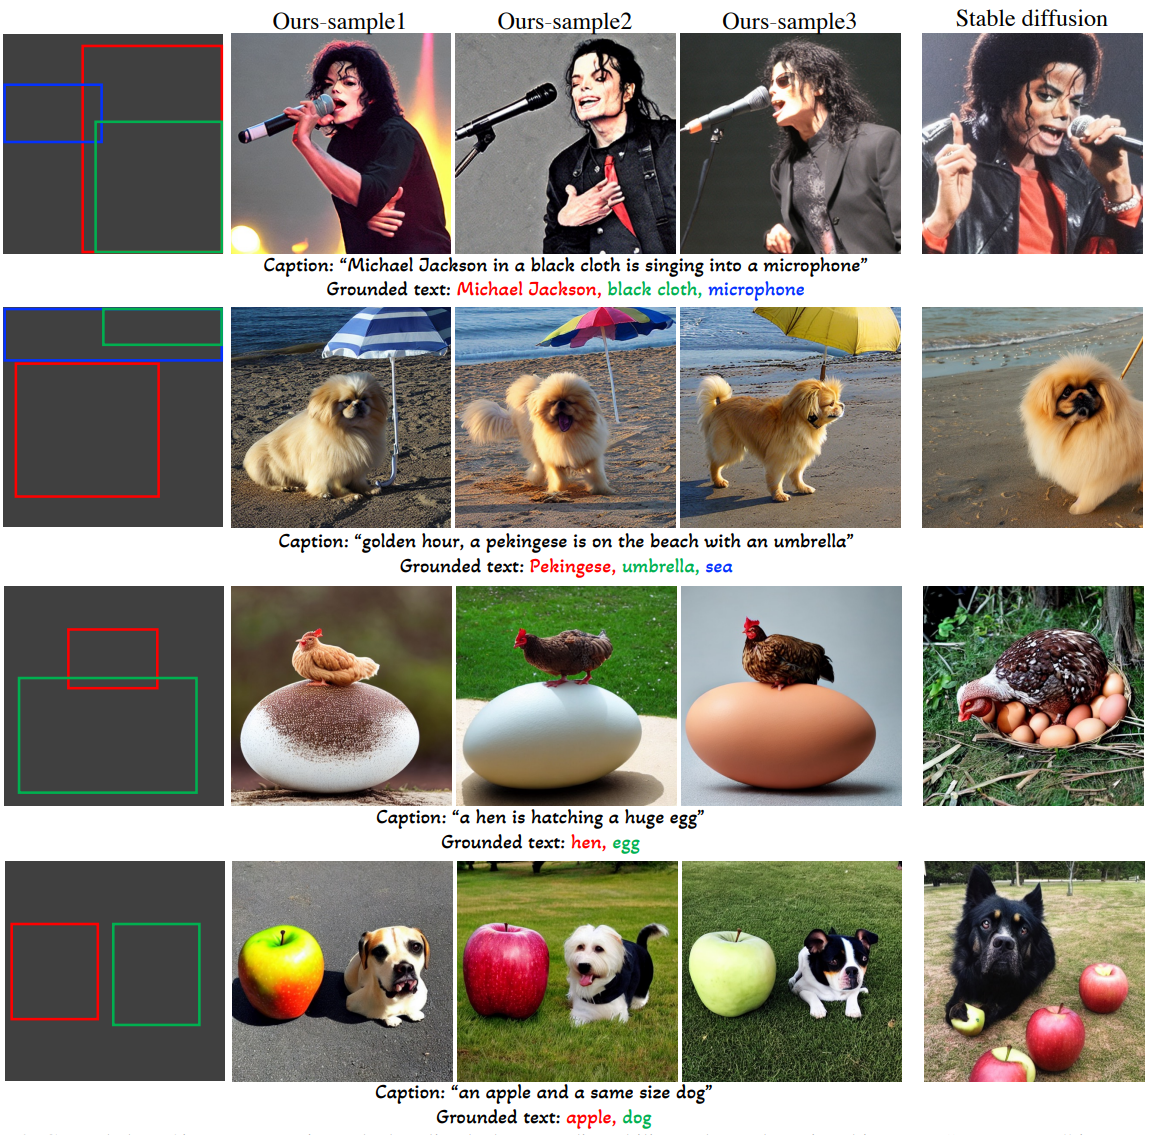 Ours-sample1 Ours-sample2 Ours-sample3 Stable diffusion
Caption: “Michael Jackson in a black cloth is singing into a microphone”
Grounded text: Michael Jackson, black cloth, microphone
Caption: “golden hour, a pekingese is on the beach with an umbrella”
Grounded text: Pekingese, umbrella, sea
Caption: “a hen is hatching a huge egg”
Grounded text: hen, egg
Caption: “an apple and a same size dog”
Grounded text: apple, dog